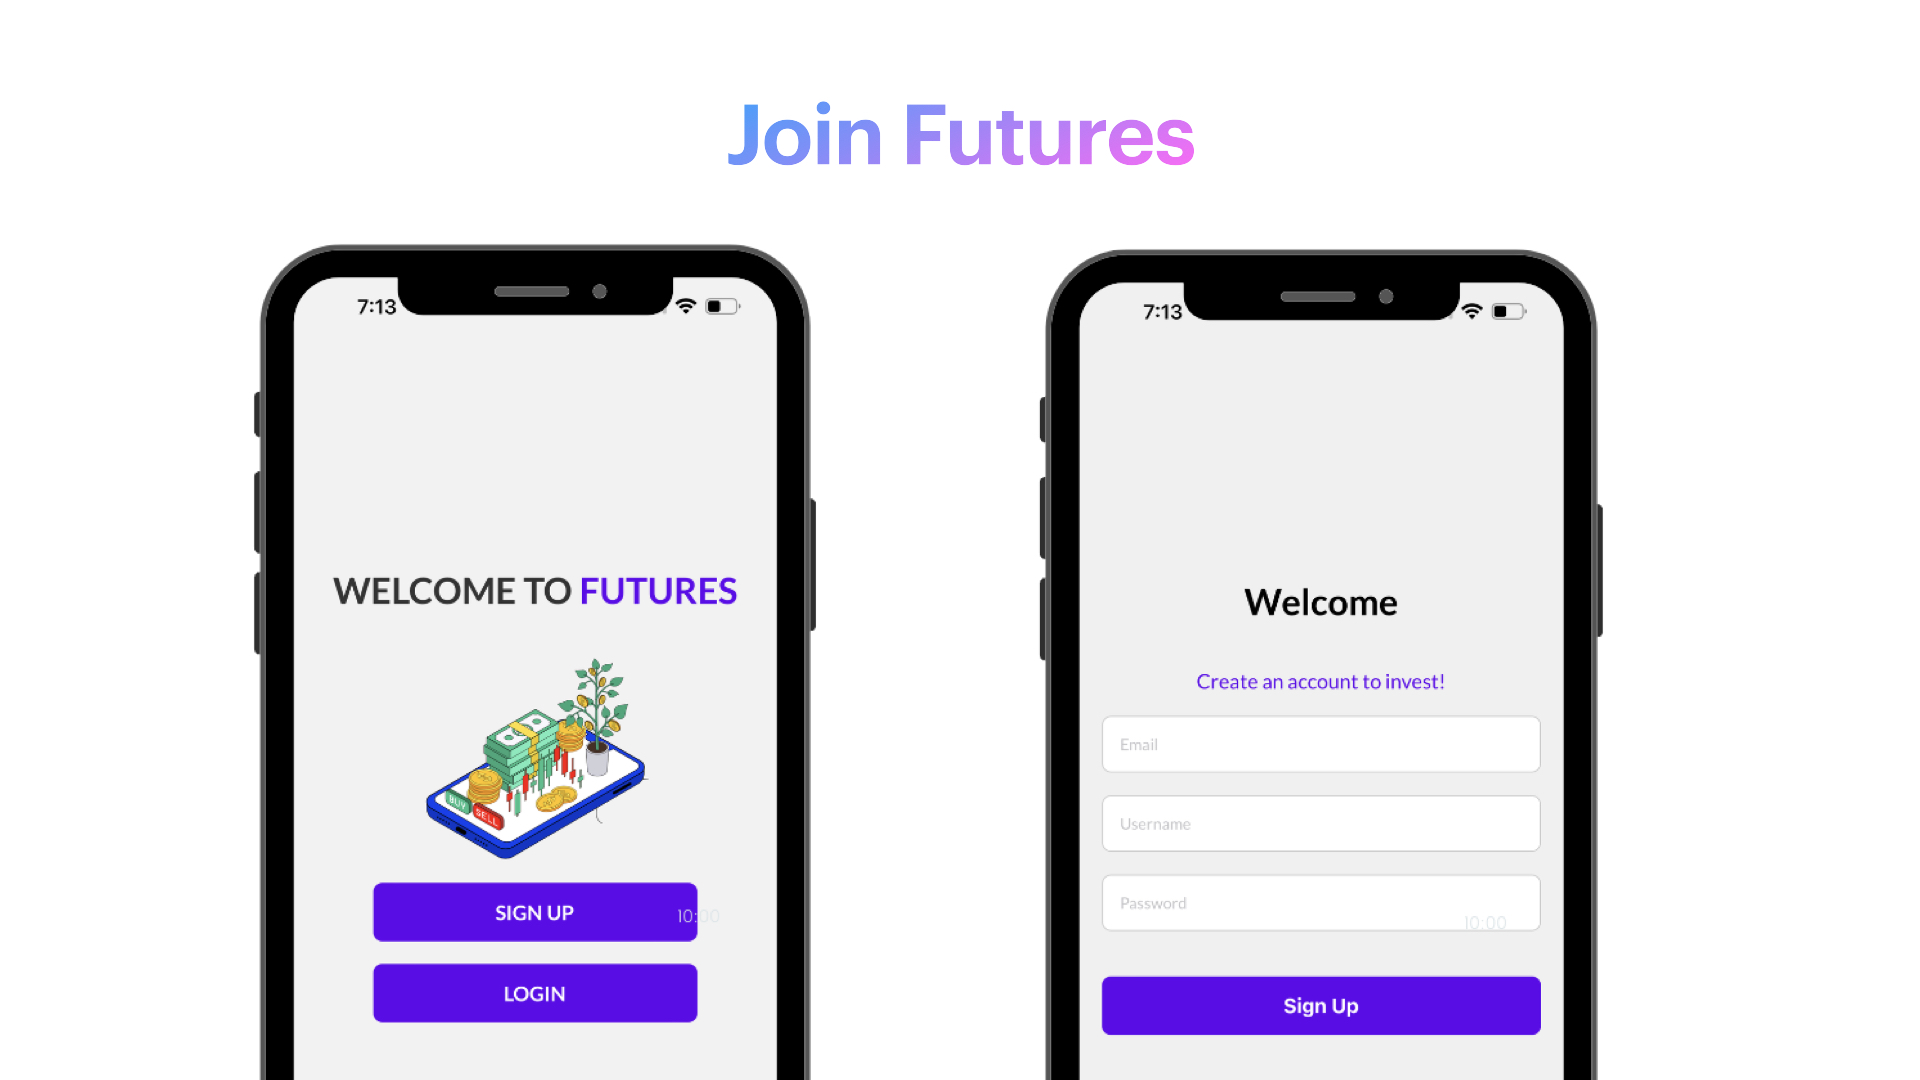 Join Futures
7:13
WELCOME TO FUTURES
BUY
SELL
SIGN UP
10:00
LOGIN
7:13
Welcome
Create an account to invest!
Email
Username
Password
10:00
Sign Up